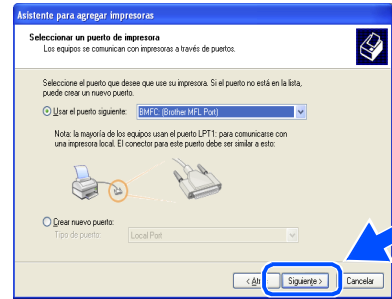 Asistente para agregar impresoras
Seleccionar un puerto de impresora
Los equipos se comunican con impresoras a través de puertos.
Seleccione el puerto que desee que use su impresora. Si el puerto no está en la lista,
puede crear un nuevo puerto.
Usar el puerto siguiente: BMFC: (Brother MFL Port)
Nota: la mayoría de los equipos usan el puerto LPT1: para comunicarse con
una impresora local. El conector para este puerto debe ser similar a esto:
Crear nuevo puerto:
Tipo de puerto: Local Port
< Atr Siguiente > Cancelar